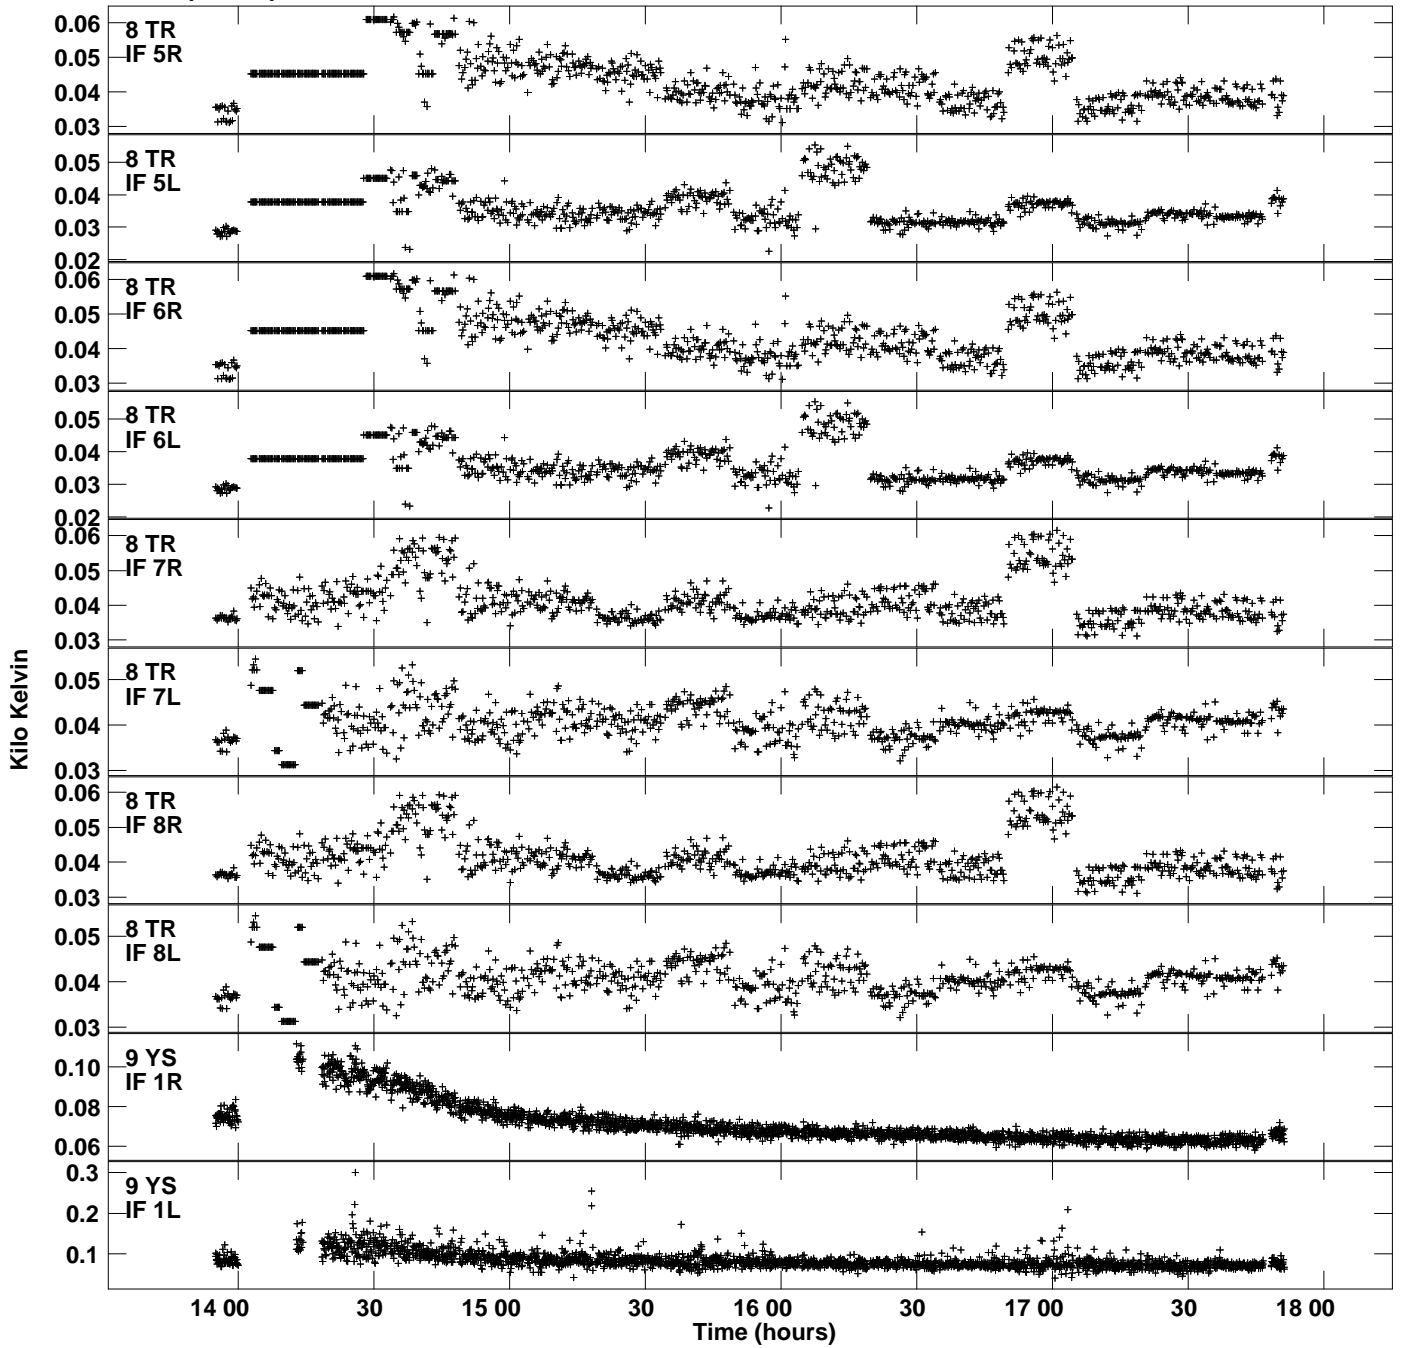 0.06
0.05
0.04
0.03
8 TR
IF 5R
0.05
0.04
0.03
0.02
8 TR
IF 5L
0.06
0.05
0.04
0.03
8 TR
IF 6R
0.05
0.04
0.03
0.02
8 TR
IF 6L
0.06
0.05
0.04
0.03
8 TR
IF 7R
0.05
0.04
0.03
8 TR
IF 7L
0.06
0.05
0.04
0.03
8 TR
IF 8R
0.05
0.04
0.03
8 TR
IF 8L
0.10
0.08
0.06
9 YS
IF 1R
0.3
0.2
0.1
9 YS
IF 1L
Kilo Kelvin
14 00 30 15 00 30 16 00 30 17 00 30 18 00
Time (hours)